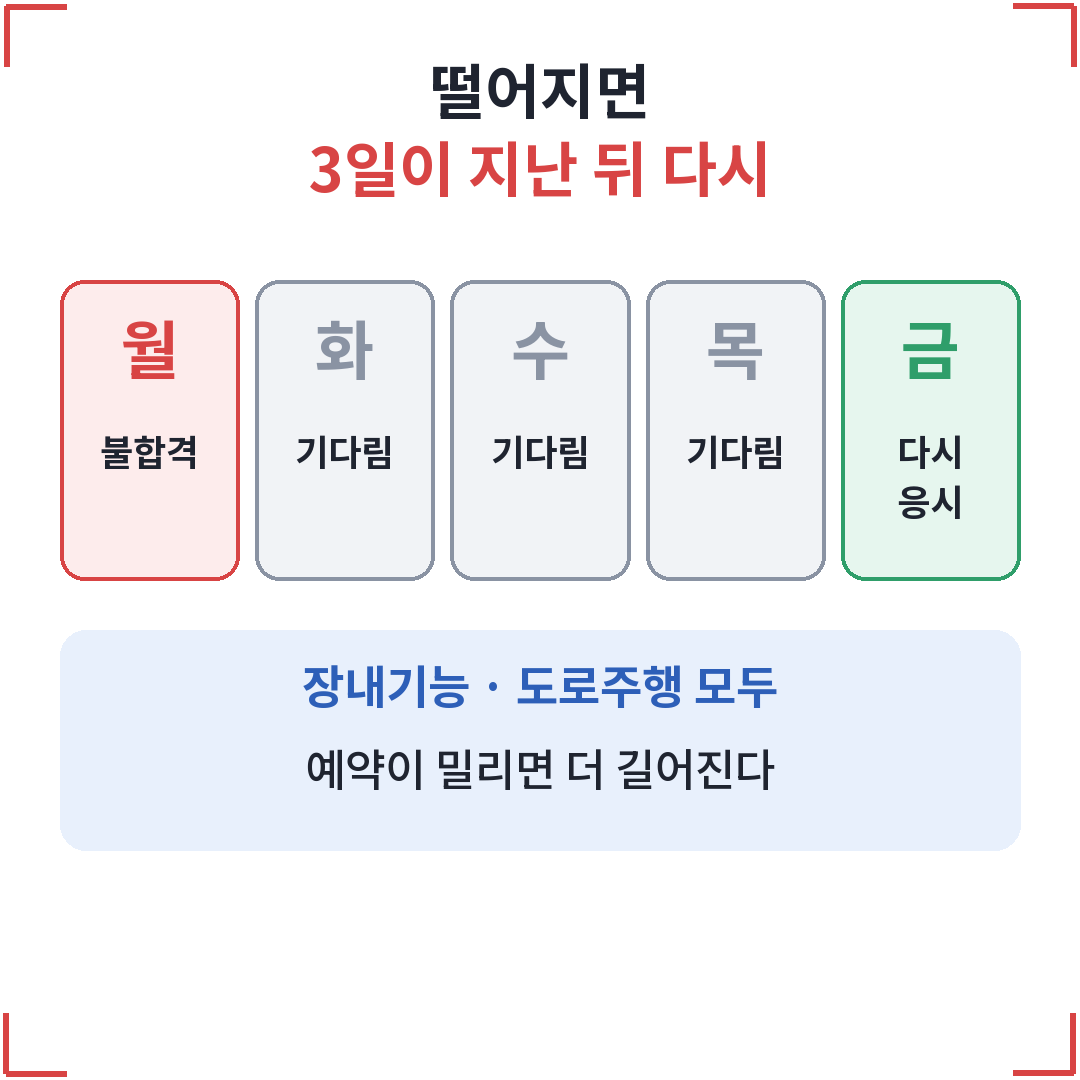 떨어지면
3일이 지난 뒤 다시
월
불합격
화
기다림
수
기다림
목
기다림
금
다시
응시
장내기능 · 도로주행 모두
예약이 밀리면 더 길어진다